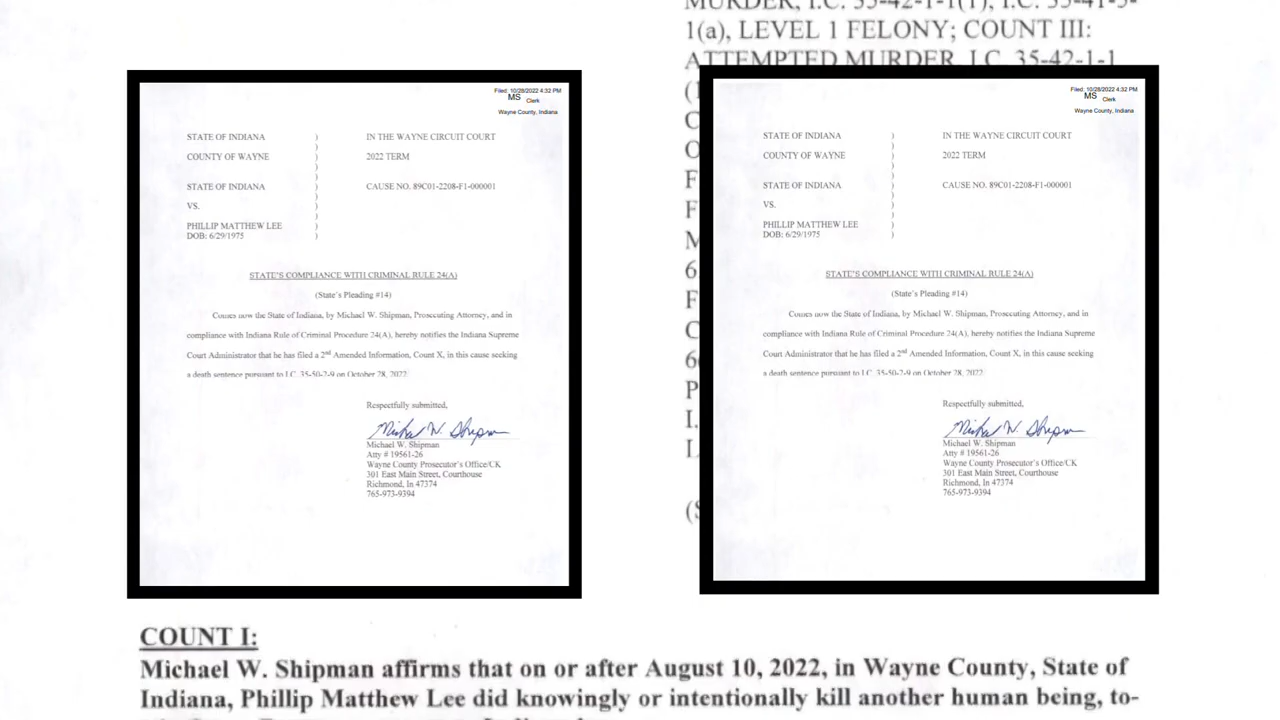 MURDER, I.C. 35-42-1-1(1), I.C. 35-41-5-
1(a), LEVEL 1 FELONY; COUNT III:
ATTEMPTED MURDER, I.C. 35-42-1-1
Filed: 10/28/2022 4:32 PM
MS
Clerk
Wayne County, Indiana
STATE OF INDIANA ) IN THE WAYNE CIRCUIT COURT
)
COUNTY OF WAYNE ) 2022 TERM
)
)
STATE OF INDIANA ) CAUSE NO. 89C01-2208-F1-000001
)
VS. )
)
PHILLIP MATTHEW LEE )
DOB: 6/29/1975 )
STATE'S COMPLIANCE WITH CRIMINAL RULE 24(A)
(State's Pleading #14)
Comes now the State of Indiana, by Michael W. Shipman, Prosecuting Attorney, and in
compliance with Indiana Rule of Criminal Procedure 24(A), hereby notifies the Indiana Supreme
Court Administrator that he has filed a 2nd Amended Information, Count X, in this cause seeking
a death sentence pursuant to I.C. 35-50-2-9 on October 28, 2022
Respectfully submitted,
Michael W. Shipman
Michael W. Shipman
Atty # 19561-26
Wayne County Prosecutor's Office/CK
301 East Main Street, Courthouse
Richmond, In 47374
765-973-9394
(
C
O
F
F
M
6
F
C
6
P
I.
L
(S
Filed: 10/28/2022 4:32 PM
MS
Clerk
Wayne County, Indiana
STATE OF INDIANA ) IN THE WAYNE CIRCUIT COURT
)
COUNTY OF WAYNE ) 2022 TERM
)
)
STATE OF INDIANA ) CAUSE NO. 89C01-2208-F1-000001
)
VS. )
)
PHILLIP MATTHEW LEE )
DOB: 6/29/1975 )
STATE'S COMPLIANCE WITH CRIMINAL RULE 24(A)
(State's Pleading #14)
Comes now the State of Indiana, by Michael W. Shipman, Prosecuting Attorney, and in
compliance with Indiana Rule of Criminal Procedure 24(A), hereby notifies the Indiana Supreme
Court Administrator that he has filed a 2nd Amended Information, Count X, in this cause seeking
a death sentence pursuant to I.C. 35-50-2-9 on October 28, 2022
Respectfully submitted,
Michael W. Shipman
Michael W. Shipman
Atty # 19561-26
Wayne County Prosecutor's Office/CK
301 East Main Street, Courthouse
Richmond, In 47374
765-973-9394
COUNT I:
Michael W. Shipman affirms that on or after August 10, 2022, in Wayne County, State of
Indiana, Phillip Matthew Lee did knowingly or intentionally kill another human being, to-